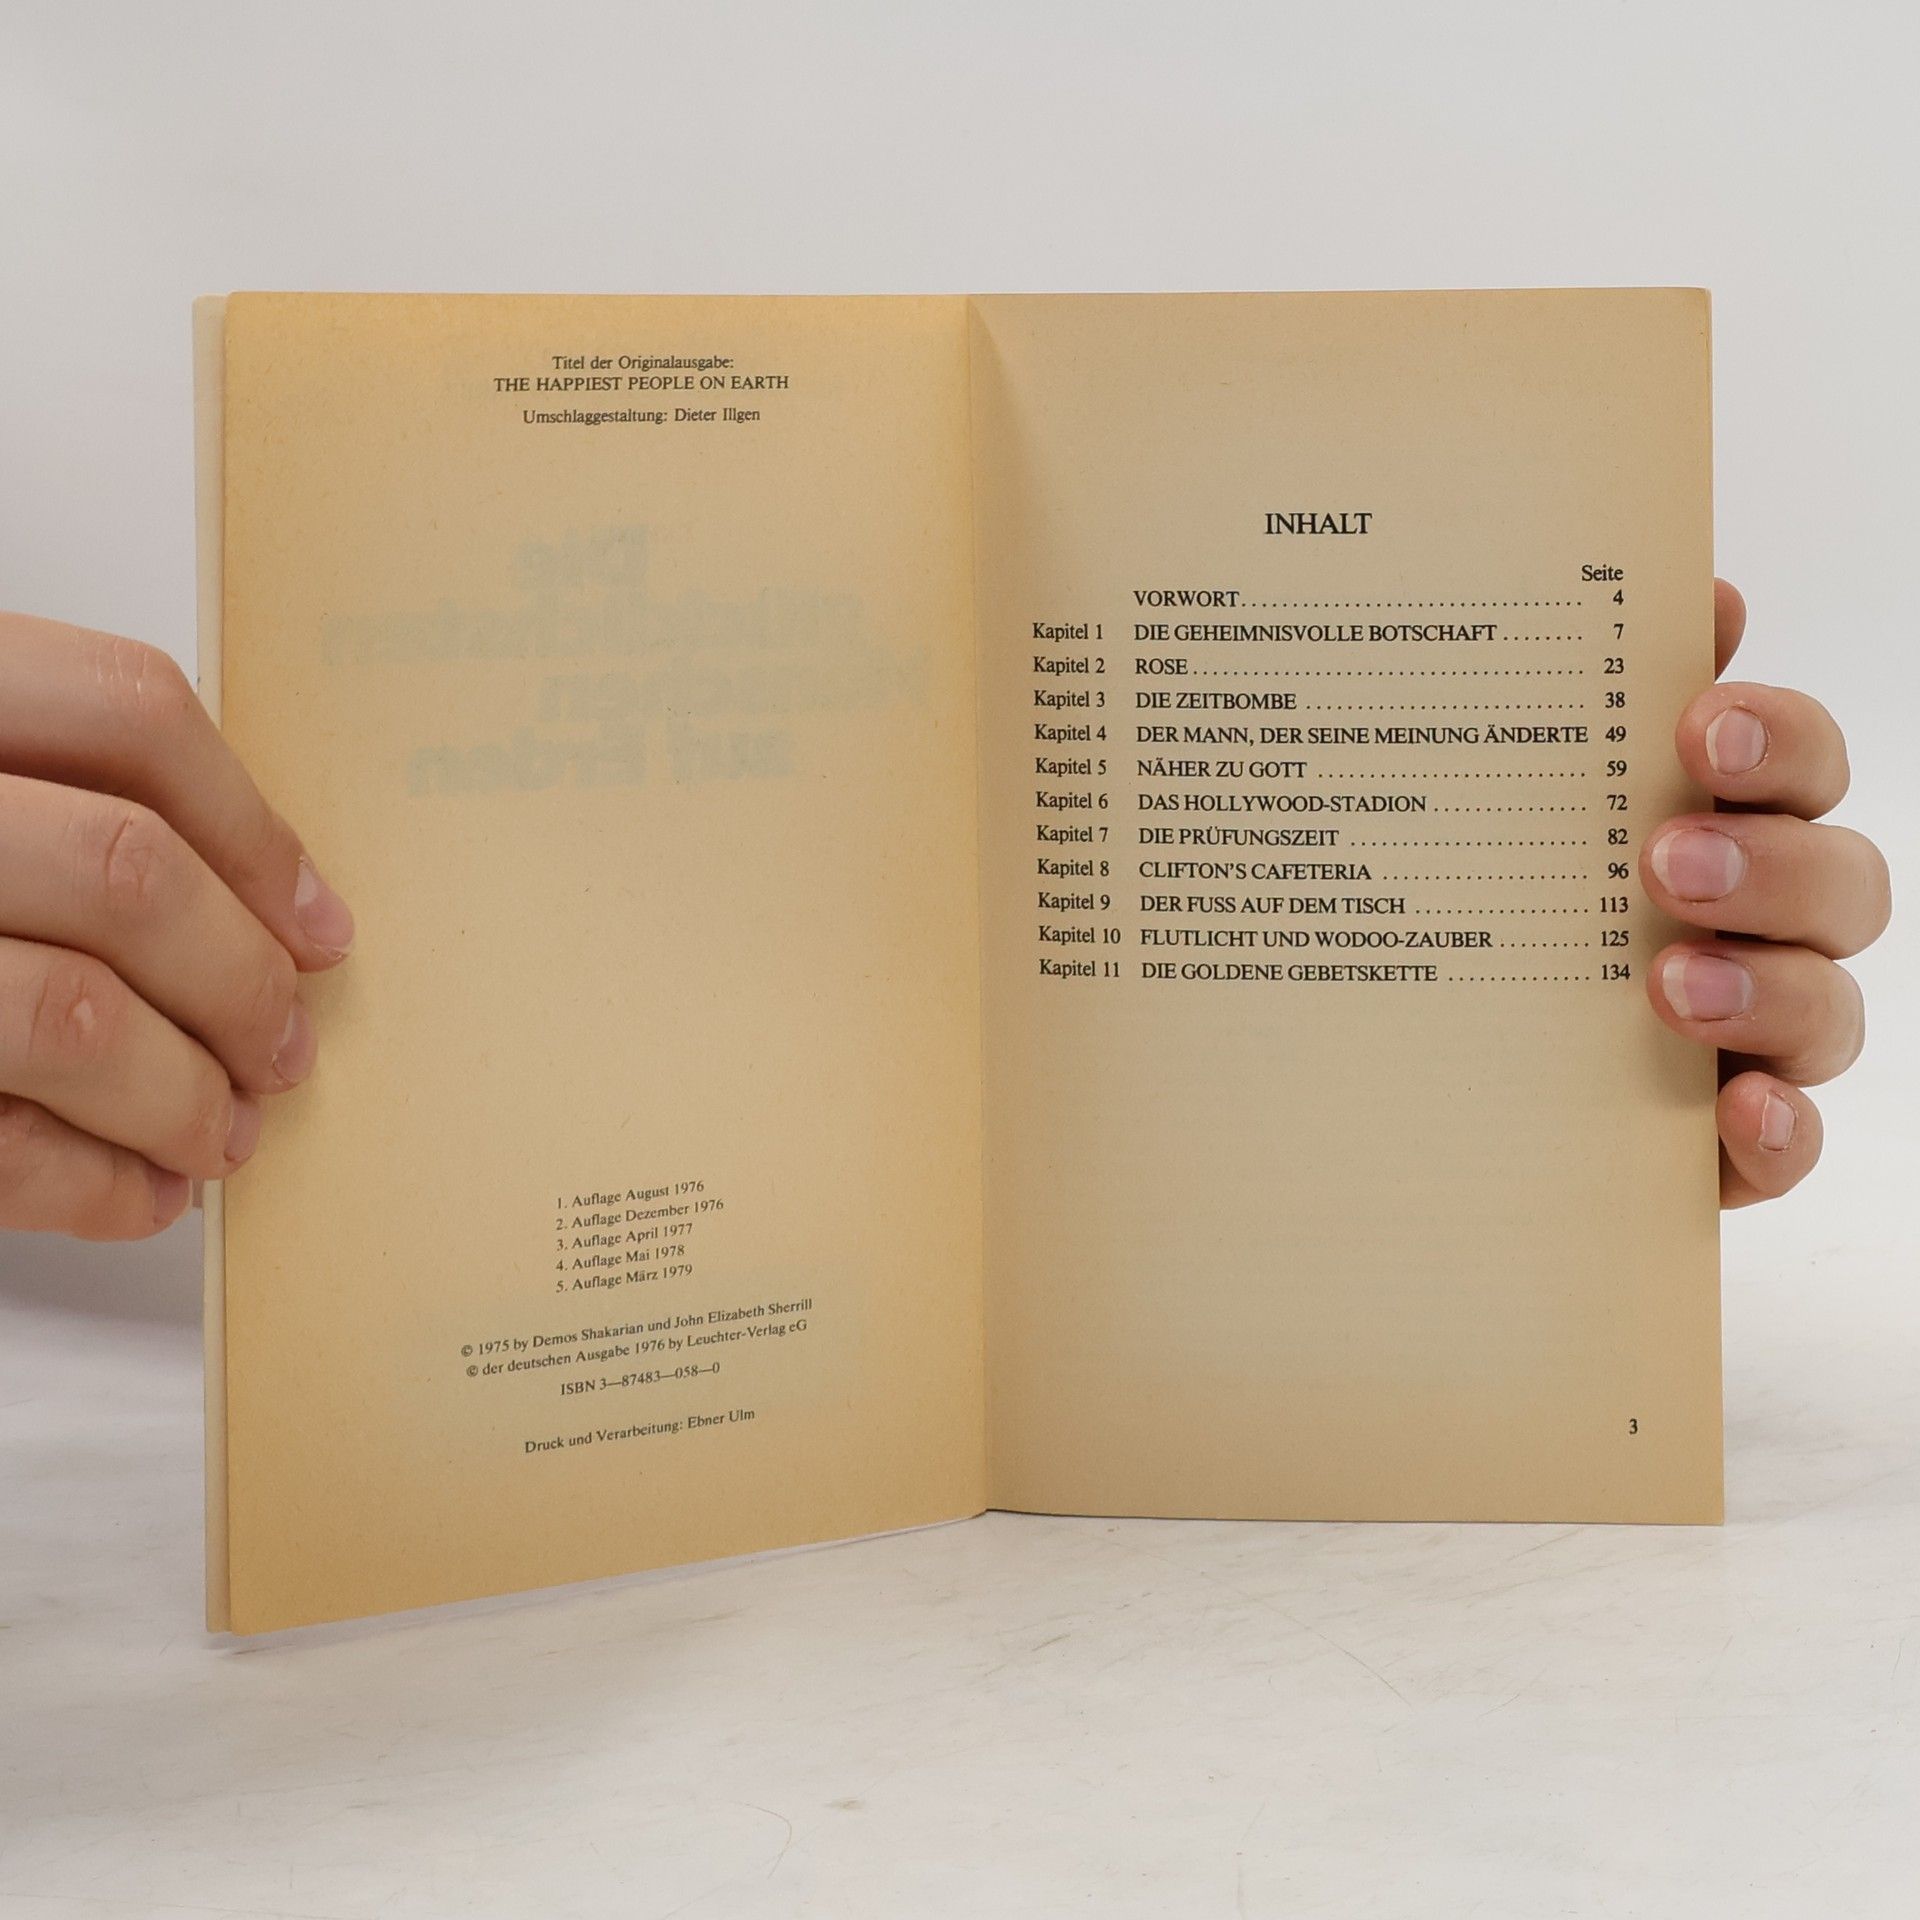 Titel der Originalausgabe:
THE HAPPIEST PEOPLE ON EARTH
Umschlaggestaltung: Dieter Illgen
1. Auflage August 1976
2. Auflage Dezember 1976
3. Auflage April 1977
4. Auflage Mai 1978
5. Auflage März 1979
© 1975 by Demos Shakarian und John Elizabeth Sherrill
© der deutschen Ausgabe 1976 by Leuchter-Verlag eG
ISBN 3—87483—058—0
Druck und Verarbeitung: Ebner Ulm
INHALT
Seite
VORWORT................................. 4
Kapitel 1 DIE GEHEIMNISVOLLE BOTSCHAFT ........ 7
Kapitel 2 ROSE ...................................... 23
Kapitel 3 DIE ZEITBOMBE ........................... 38
Kapitel 4 DER MANN, DER SEINE MEINUNG ÄNDERTE 49
Kapitel 5 NÄHER ZU GOTT .......................... 59
Kapitel 6 DAS HOLLYWOOD-STADION ............... 72
Kapitel 7 DIE PRÜFUNGSZEIT ....................... 82
Kapitel 8 CLIFTON'S CAFETERIA .................... 96
Kapitel 9 DER FUSS AUF DEM TISCH ................. 113
Kapitel 10 FLUTLICHT UND WODOO-ZAUBER ......... 125
Kapitel 11 DIE GOLDENE GEBETSKETTE .............. 134
3